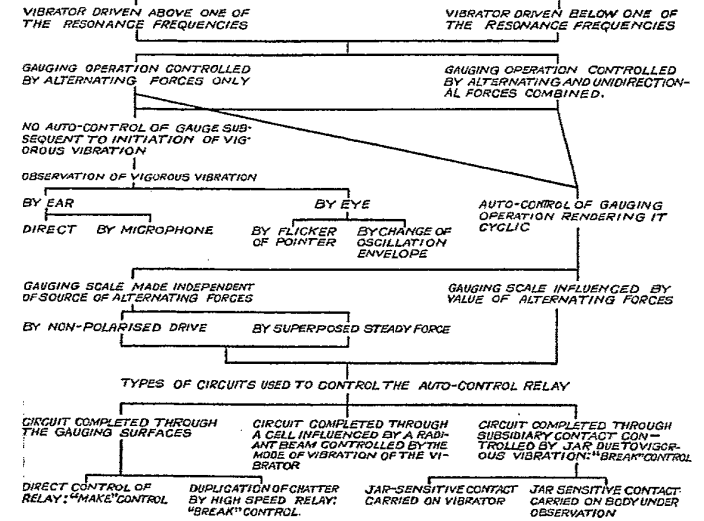 VIBRATOR DRIVEN ABOVE ONE OF
THE RESONANCE FREQUENCIES
VIBRATOR DRIVEN BELOW ONE OF
THE RESONANCE FREQUENCIES
GAUGING OPERATION CONTROLLED
BY ALTERNATING FORCES ONLY
GAUGING OPERATION CONTROLLED
BY ALTERNATING AND UNIDIRECTION-
AL FORCES COMBINED.
NO AUTO-CONTROL OF GAUGE SUB-
SEQUENT TO INITIATION OF VIG-
OROUS VIBRATION
OBSERVATION OF VIGOROUS VIBRATION
BY EAR
BY EYE
DIRECT
BY MICROPHONE
BY FLICKER
OF POINTER
BY CHANGE OF
OSCILLATION
ENVELOPE
AUTO-CONTROL OF GAUGING
OPERATION RENDERING IT
CYCLIC
GAUGING SCALE MADE INDEPENDENT
OF SOURCE OF ALTERNATING FORCES
GAUGING SCALE INFLUENCED BY
VALUE OF ALTERNATING FORCES
BY NON-POLARISED DRIVE
BY SUPERPOSED STEADY FORCE
TYPES OF CIRCUITS USED TO CONTROL THE AUTO-CONTROL RELAY
CIRCUIT COMPLETED THROUGH
THE GAUGING SURFACES
CIRCUIT COMPLETED THROUGH
A CELL INFLUENCED BY A RADI-
ANT BEAM CONTROLLED BY THE
MODE OF VIBRATION OF THE VI-
BRATOR
CIRCUIT COMPLETED THROUGH
SUBSIDIARY CONTACT CON-
TROLLED BY JAR DUE TO VIGOR-
OUS VIBRATION: "BREAK" CONTROL
DIRECT CONTROL OF
RELAY: "MAKE" CONTROL
DUPLICATION OF CHATTER
BY HIGH SPEED RELAY:
"BREAK" CONTROL.
JAR-SENSITIVE CONTACT
CARRIED ON VIBRATOR
JAR SENSITIVE CONTACT
CARRIED ON BODY UNDER
OBSERVATION